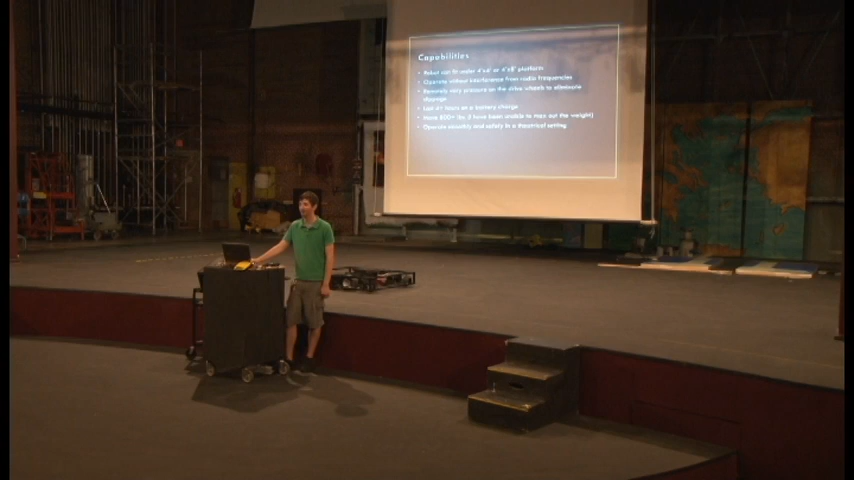 Capabilities
• Robot can fit under 4'x4' or 4'x8' platform
• Operate without interference from radio frequencies
• Remotely vary pressure on the drive wheels to eliminate
slippage
• Last 4+ hours on a battery charge
• Move 800+ lbs (I have been unable to max out the weight)
• Operate smoothly and safely in a theatrical setting